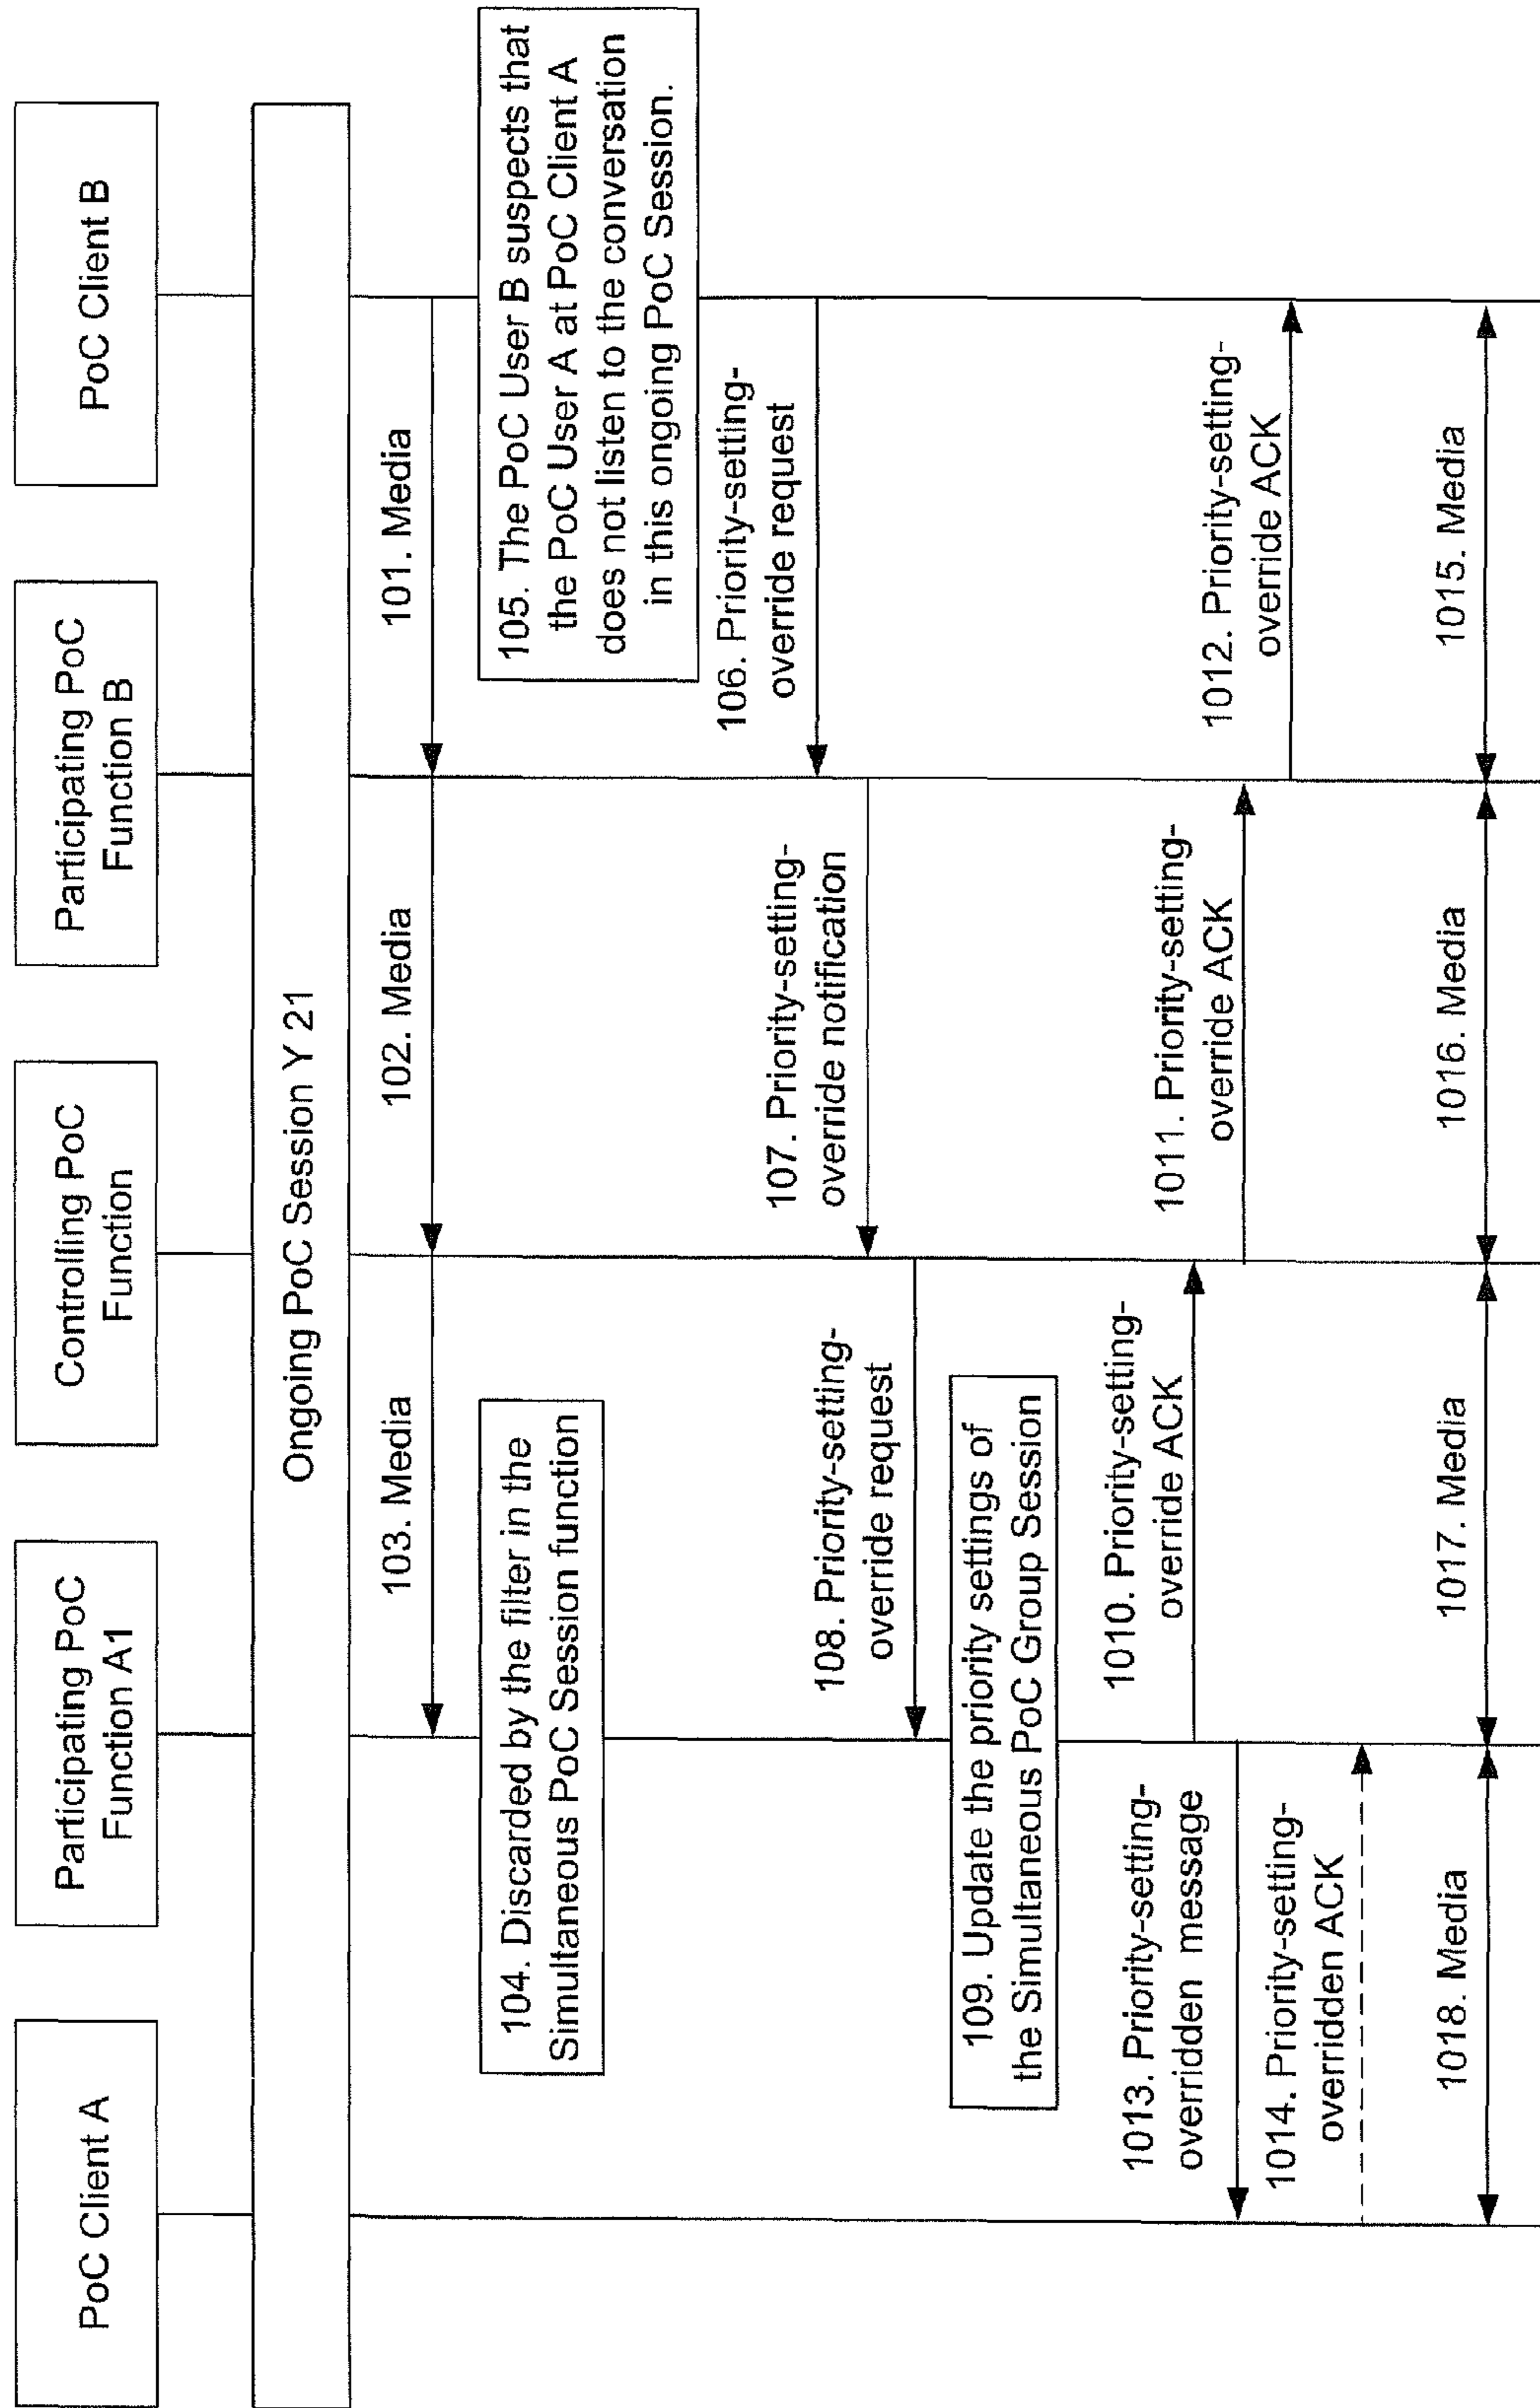 PoC Client A
Participating PoC
Function A1
Controlling PoC
Function
Participating PoC
Function B
PoC Client B
Ongoing PoC Session Y 21
103. Media
102. Media
101. Media
104. Discarded by the filter in the
Simultaneous PoC Session function
105. The PoC User B suspects that
the PoC User A at PoC Client A
does not listen to the conversation
in this ongoing PoC Session.
106. Priority-setting-
override request
107. Priority-setting-
override notification
108. Priority-setting-
override request
109. Update the priority settings of
the Simultaneous PoC Group Session
1010. Priority-setting-
override ACK
1011. Priority-setting-
override ACK
1012. Priority-setting-
override ACK
1013. Priority-setting-
overridden message
1014. Priority-setting-
overridden ACK
1018. Media
1017. Media
1016. Media
1015. Media